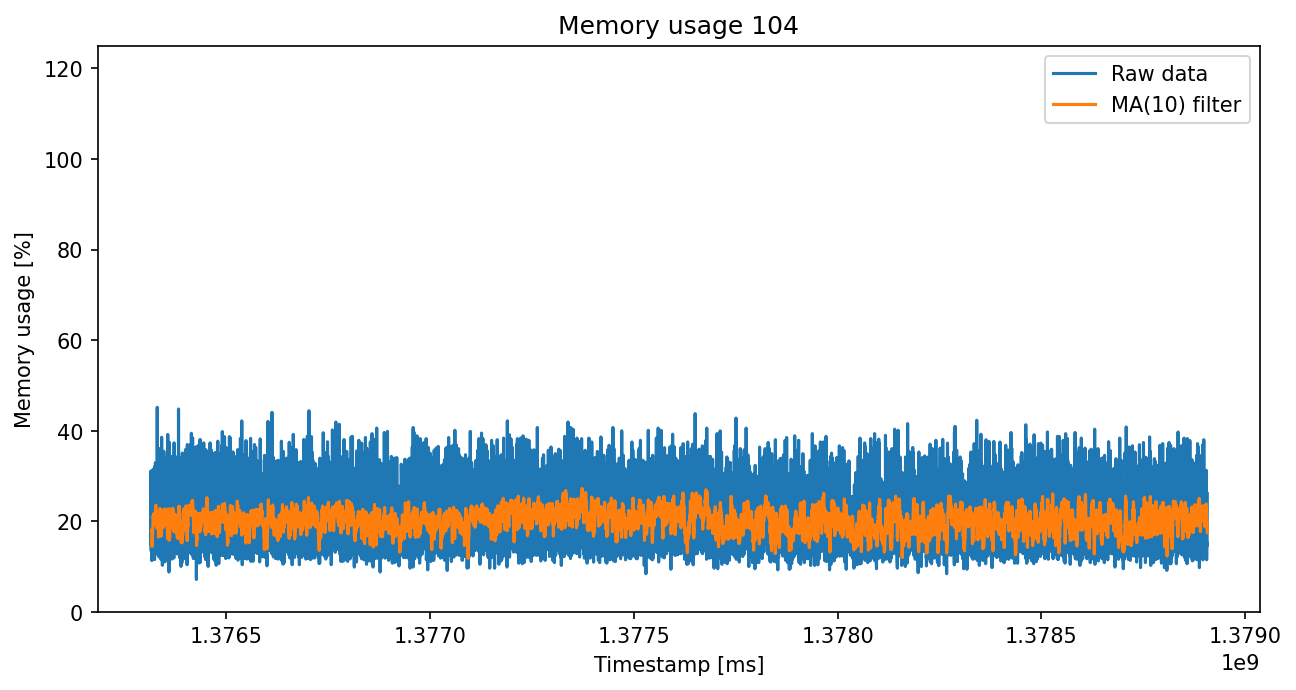 Memory usage 104
Raw data
MA(10) filter
Memory usage [%]
120
100
80
60
40
20
0
1.3765 1.3770 1.3775 1.3780 1.3785 1.3790
1e9
Timestamp [ms]